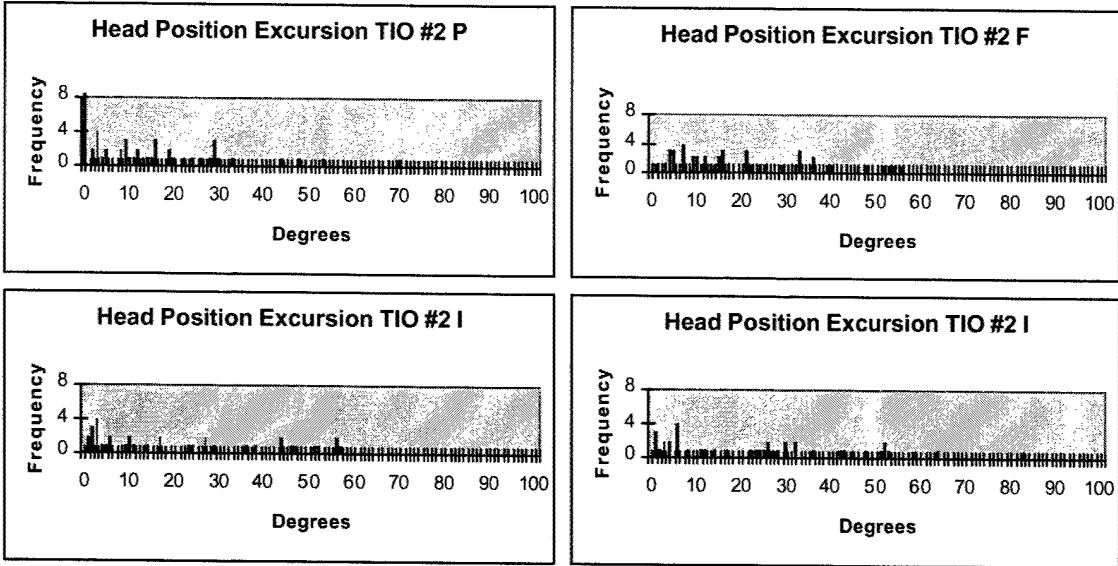 Head Position Excursion TIO #2 P
Frequency
8
4
0
0 10 20 30 40 50 60 70 80 90 100
Degrees
Head Position Excursion TIO #2 F
Frequency
8
4
0
0 10 20 30 40 50 60 70 80 90 100
Degrees
Head Position Excursion TIO #2 I
Frequency
8
4
0
0 10 20 30 40 50 60 70 80 90 100
Degrees
Head Position Excursion TIO #2 I
Frequency
8
4
0
0 10 20 30 40 50 60 70 80 90 100
Degrees